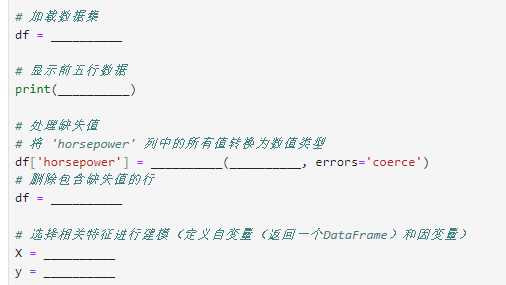 # 加载数据集
df = __________
# 显示前五行数据
print(__________)
# 处理缺失值
# 将 'horsepower' 列中的所有值转换为数值类型
df['horsepower'] = __________(__________, errors='coerce')
# 删除包含缺失值的行
df = __________
# 选择相关特征进行建模（定义自变量（返回一个DataFrame）和因变量）
X = __________
y = __________